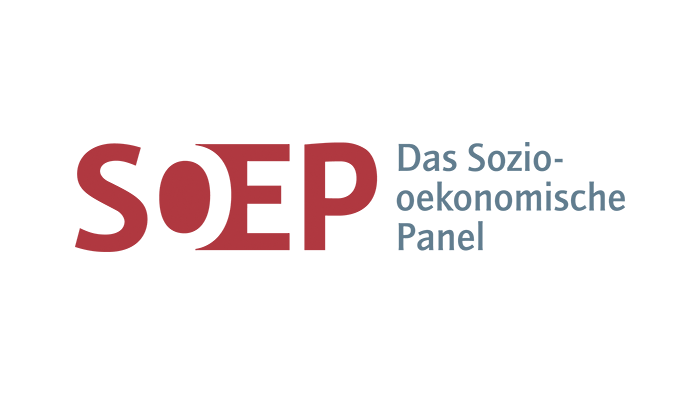 SOEP
Das Sozio-
oekonomische
Panel